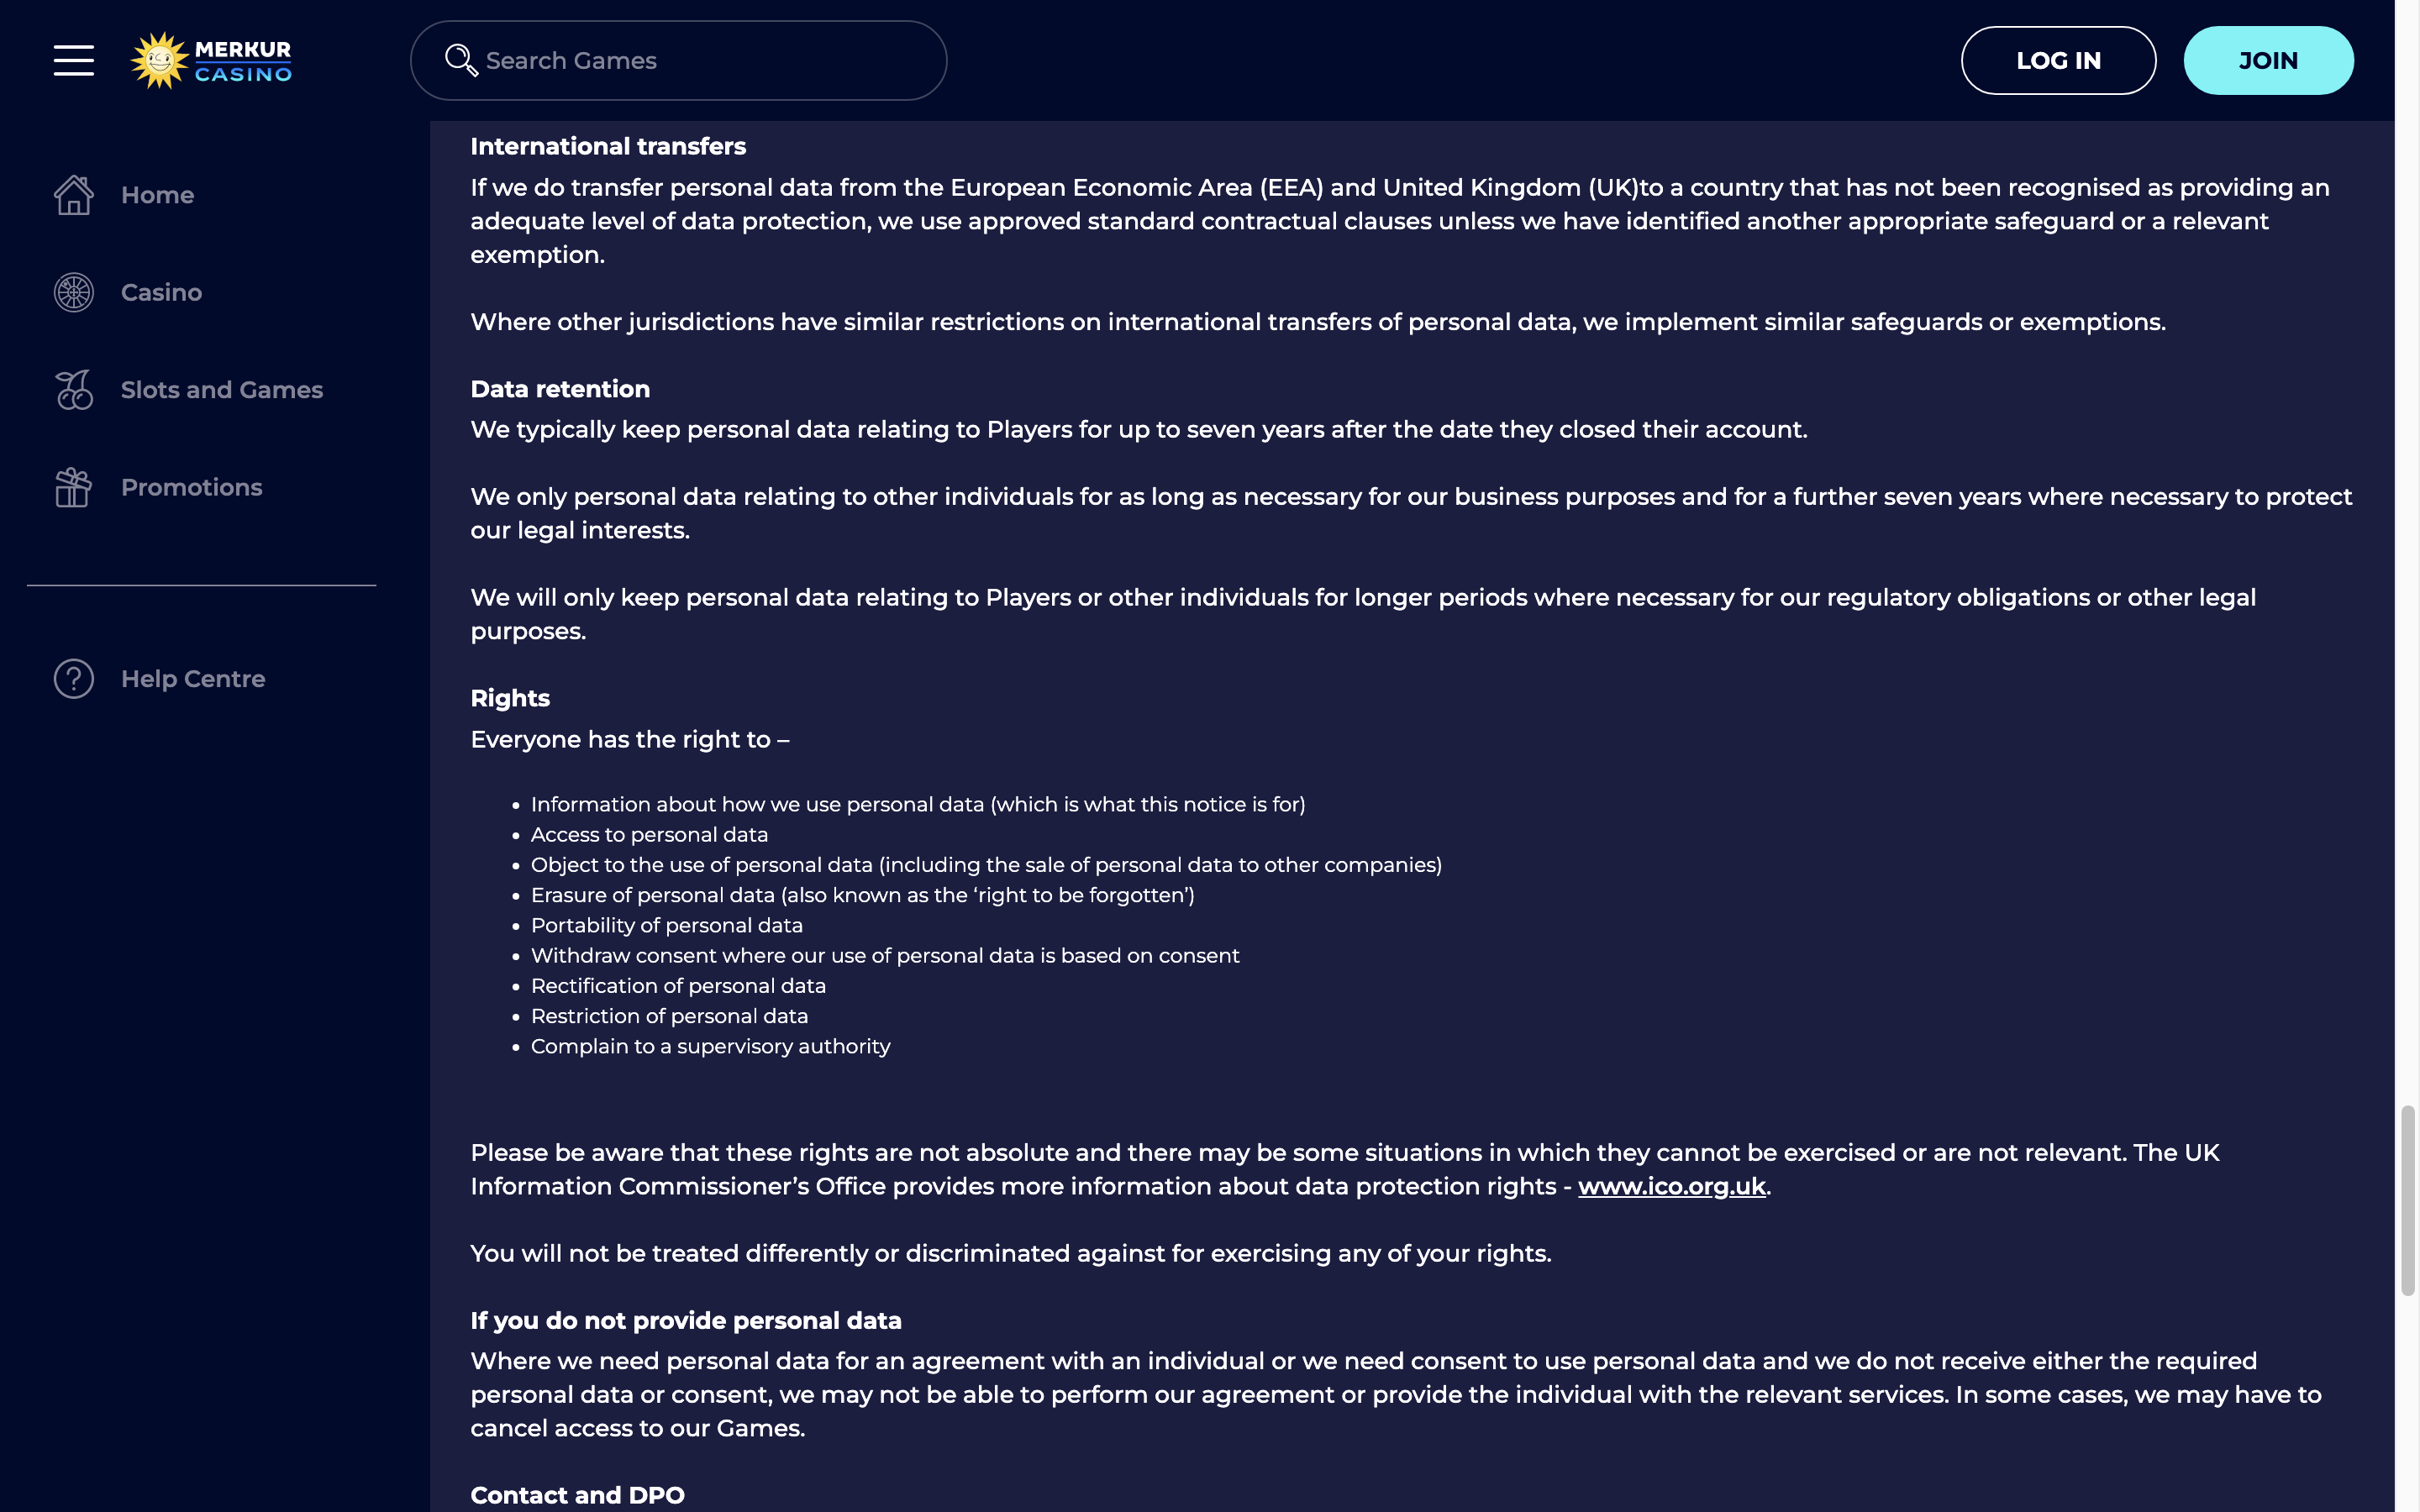 MERKUR
CASINO
Search Games
LOG IN
JOIN
Home
Casino
Slots and Games
Promotions
Help Centre
International transfers
If we do transfer personal data from the European Economic Area (EEA) and United Kingdom (UK)to a country that has not been recognised as providing an
adequate level of data protection, we use approved standard contractual clauses unless we have identified another appropriate safeguard or a relevant
exemption.
Where other jurisdictions have similar restrictions on international transfers of personal data, we implement similar safeguards or exemptions.
Data retention
We typically keep personal data relating to Players for up to seven years after the date they closed their account.
We only personal data relating to other individuals for as long as necessary for our business purposes and for a further seven years where necessary to protect
our legal interests.
We will only keep personal data relating to Players or other individuals for longer periods where necessary for our regulatory obligations or other legal
purposes.
Rights
Everyone has the right to –
• Information about how we use personal data (which is what this notice is for)
• Access to personal data
• Object to the use of personal data (including the sale of personal data to other companies)
• Erasure of personal data (also known as the ‘right to be forgotten’)
• Portability of personal data
• Withdraw consent where our use of personal data is based on consent
• Rectification of personal data
• Restriction of personal data
• Complain to a supervisory authority
Please be aware that these rights are not absolute and there may be some situations in which they cannot be exercised or are not relevant. The UK
Information Commissioner’s Office provides more information about data protection rights - www.ico.org.uk.
You will not be treated differently or discriminated against for exercising any of your rights.
If you do not provide personal data
Where we need personal data for an agreement with an individual or we need consent to use personal data and we do not receive either the required
personal data or consent, we may not be able to perform our agreement or provide the individual with the relevant services. In some cases, we may have to
cancel access to our Games.
Contact and DPO